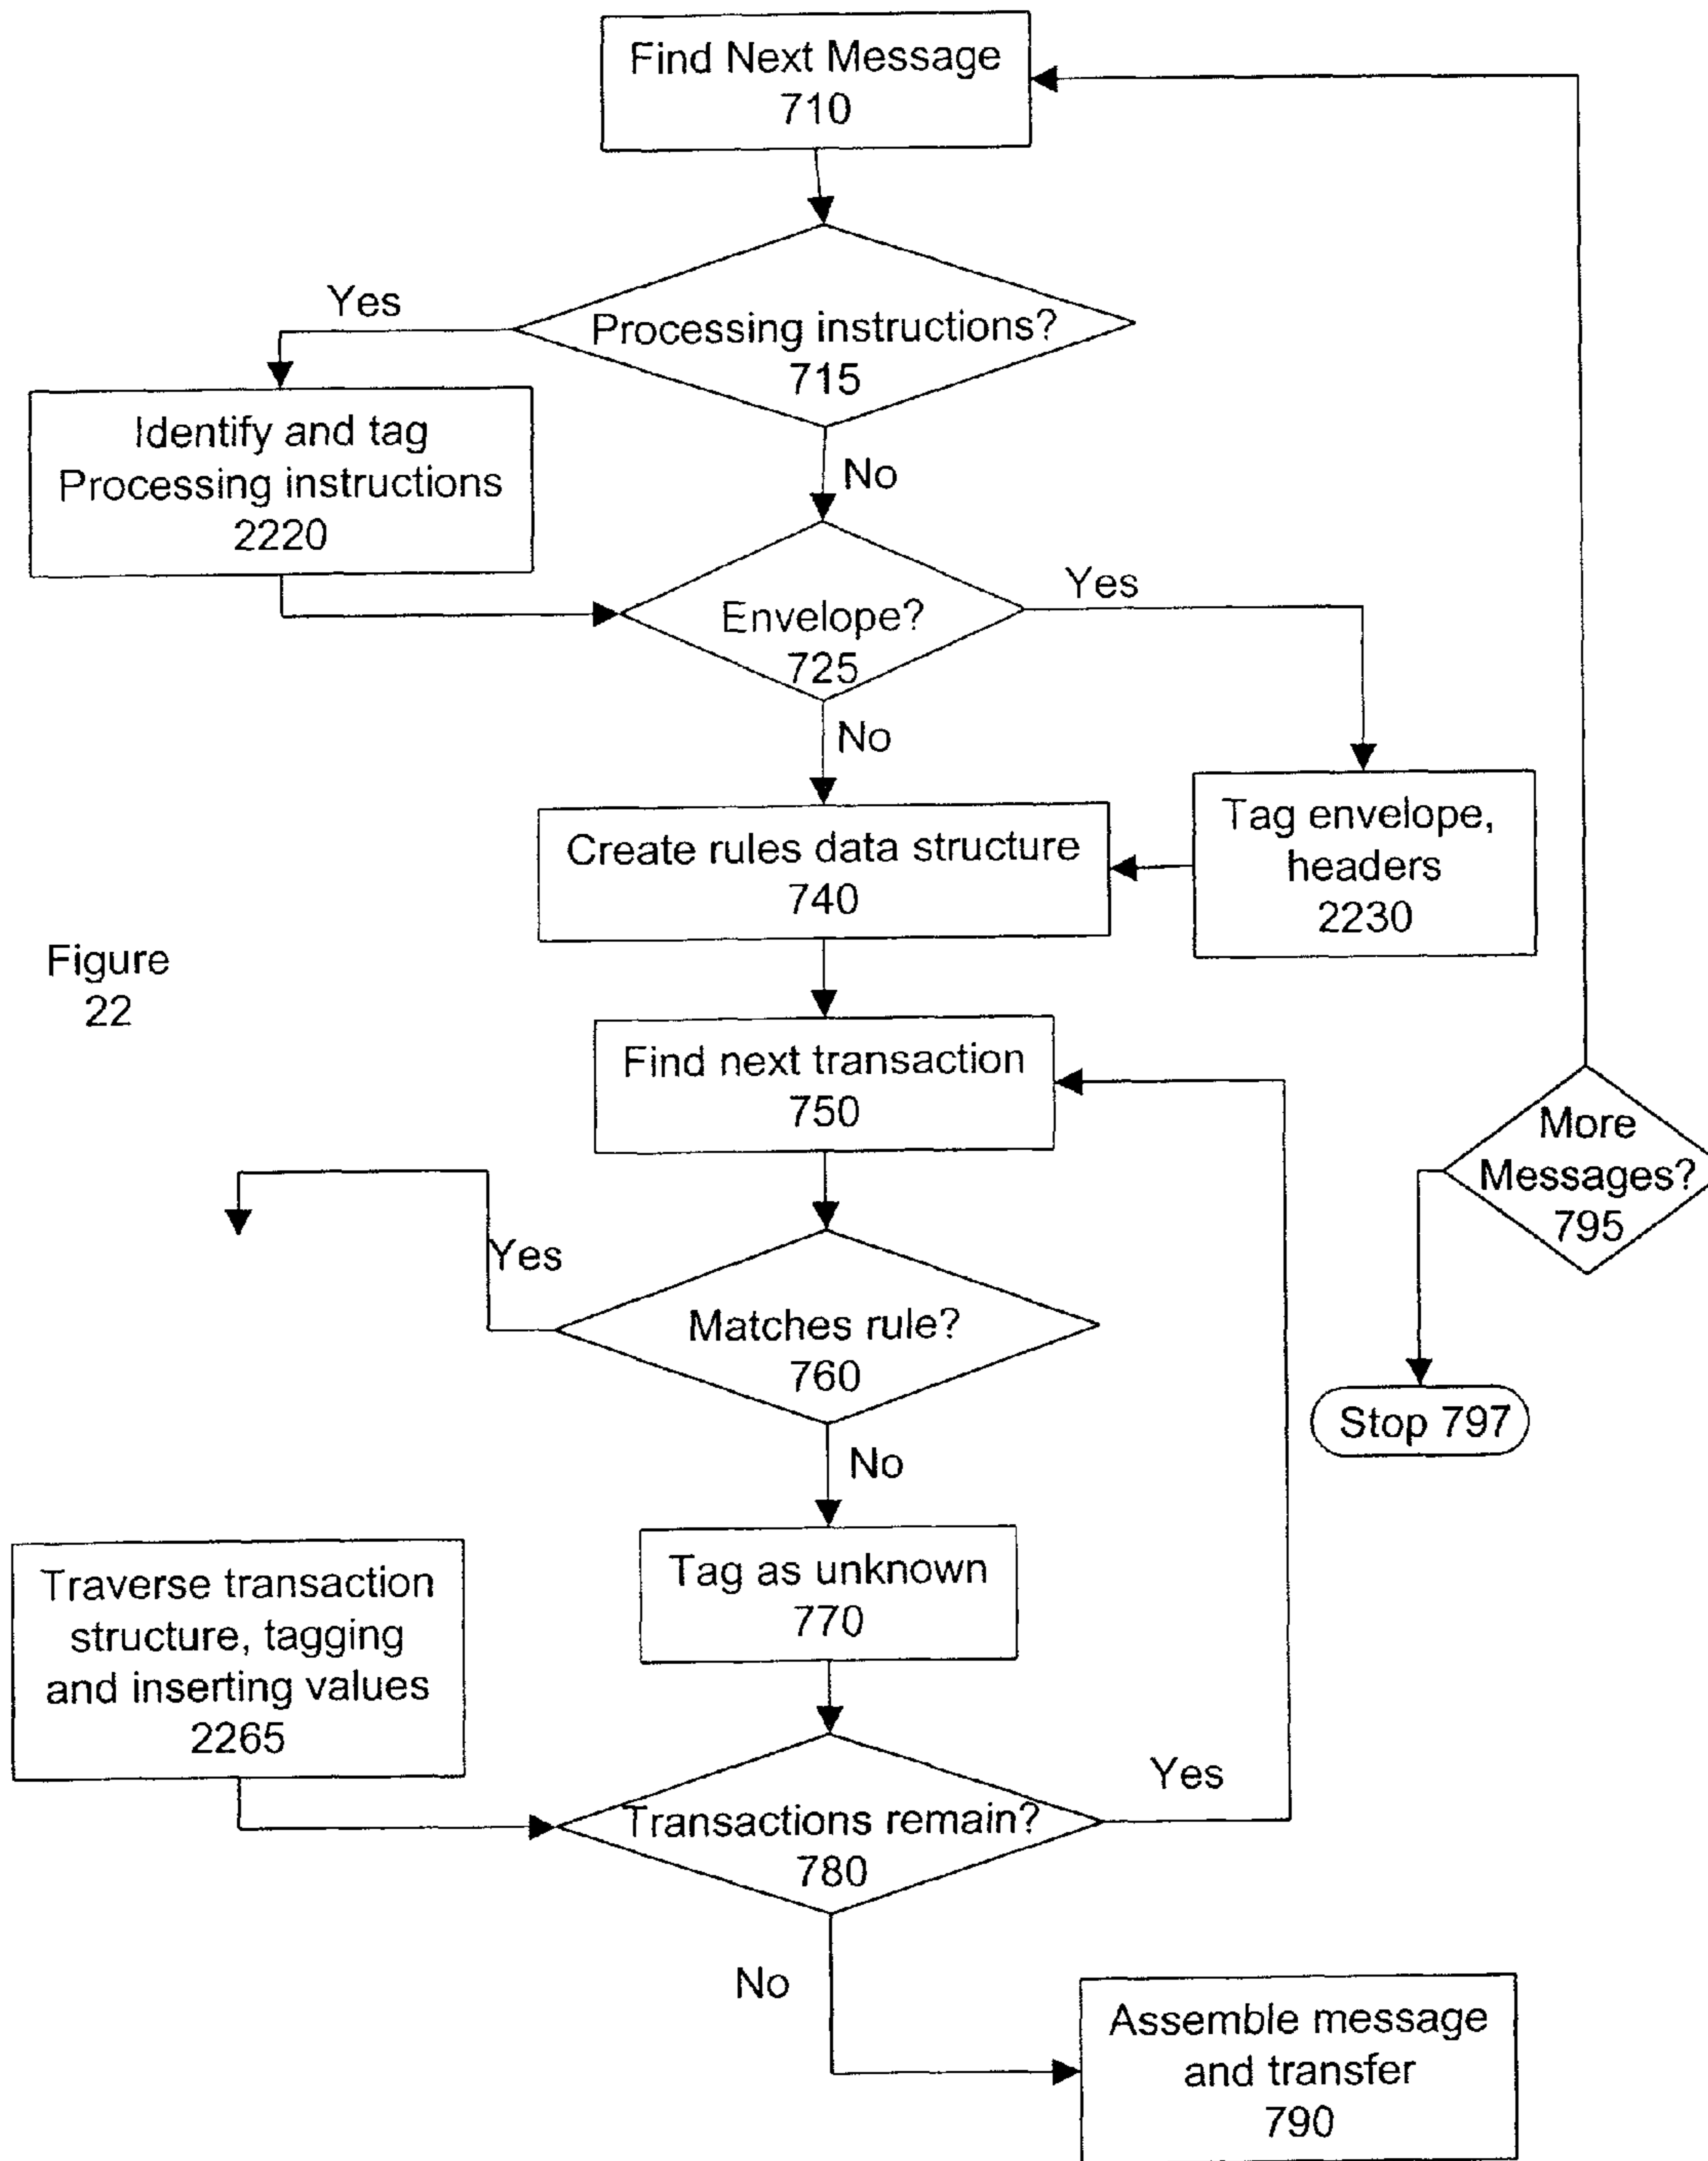 Find Next Message
710
Yes
Processing instructions?
715
Identify and tag
Processing instructions
2220
No
Envelope?
725
Yes
No
Create rules data structure
740
Tag envelope,
headers
2230
Figure
22
Find next transaction
750
More
Messages?
795
Yes
Matches rule?
760
Stop 797
No
Tag as unknown
770
Traverse transaction
structure, tagging
and inserting values
2265
Yes
Transactions remain?
780
No
Assemble message
and transfer
790